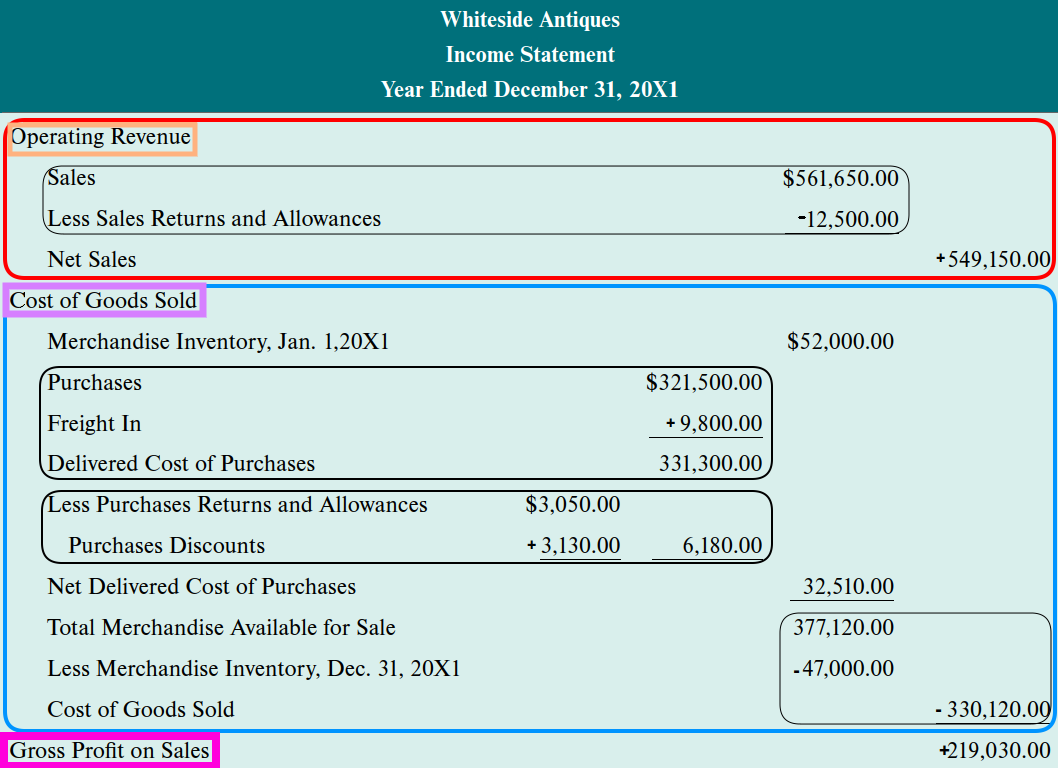 Whiteside Antiques
Income Statement
Year Ended December 31, 20X1
Operating Revenue
Sales $561,650.00
Less Sales Returns and Allowances -12,500.00
Net Sales +549,150.00
Cost of Goods Sold
Merchandise Inventory, Jan. 1,20X1 $52,000.00
Purchases $321,500.00
Freight In +9,800.00
Delivered Cost of Purchases 331,300.00
Less Purchases Returns and Allowances $3,050.00
Purchases Discounts +3,130.00 6,180.00
Net Delivered Cost of Purchases 32,510.00
Total Merchandise Available for Sale 377,120.00
Less Merchandise Inventory, Dec. 31, 20X1 -47,000.00
Cost of Goods Sold - 330,120.00
Gross Profit on Sales +219,030.00